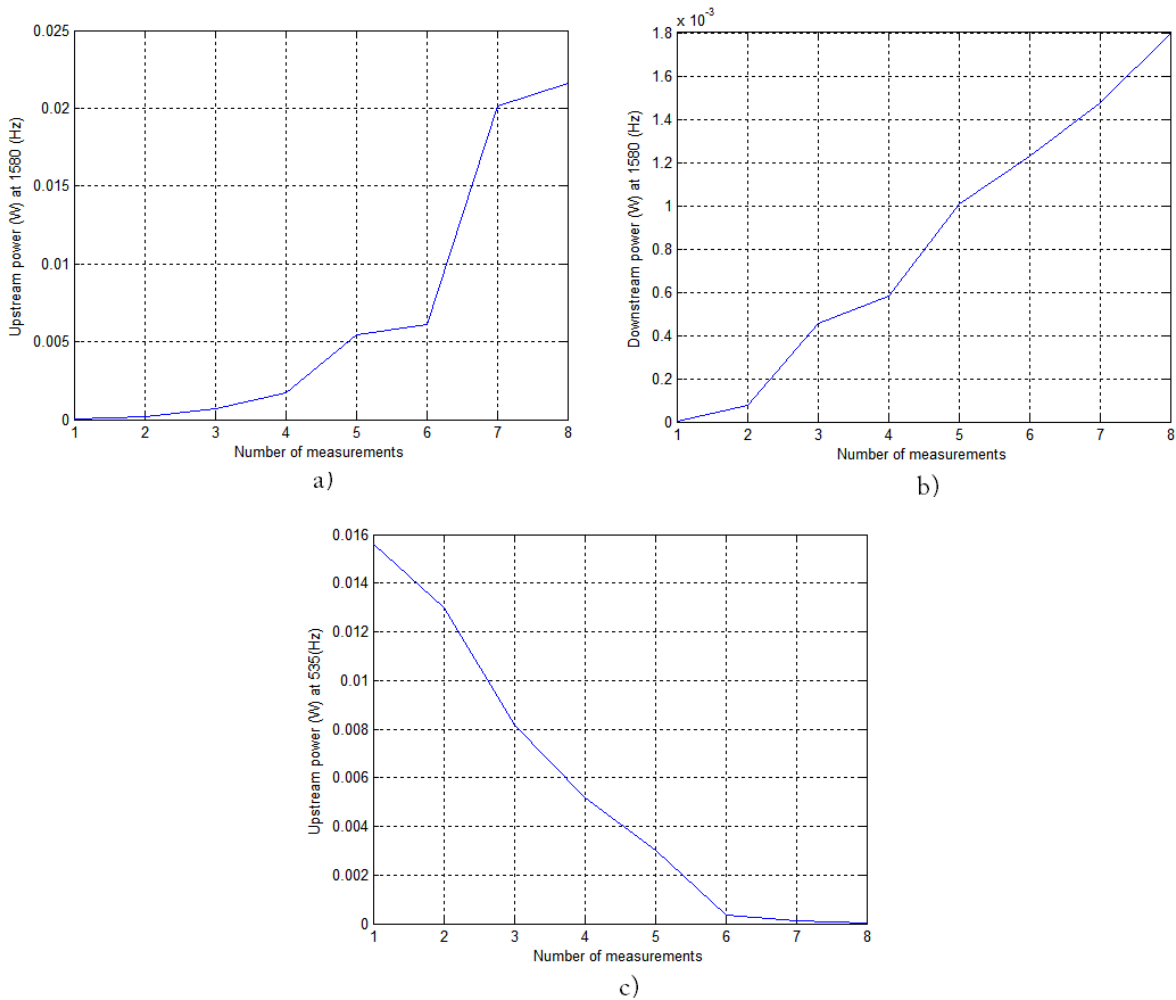 Upstream power (W) at 1580 (Hz)
0.025
0.02
0.015
0.01
0.005
0
1 2 3 4 5 6 7 8
Number of measurements
a)
x 10^-3
Downstream power (W) at 1580 (Hz)
1.8
1.6
1.4
1.2
1
0.8
0.6
0.4
0.2
0
1 2 3 4 5 6 7 8
Number of measurements
b)
Upstream power (W) at 535(Hz)
0.016
0.014
0.012
0.01
0.008
0.006
0.004
0.002
0
1 2 3 4 5 6 7 8
Number of measurements
c)